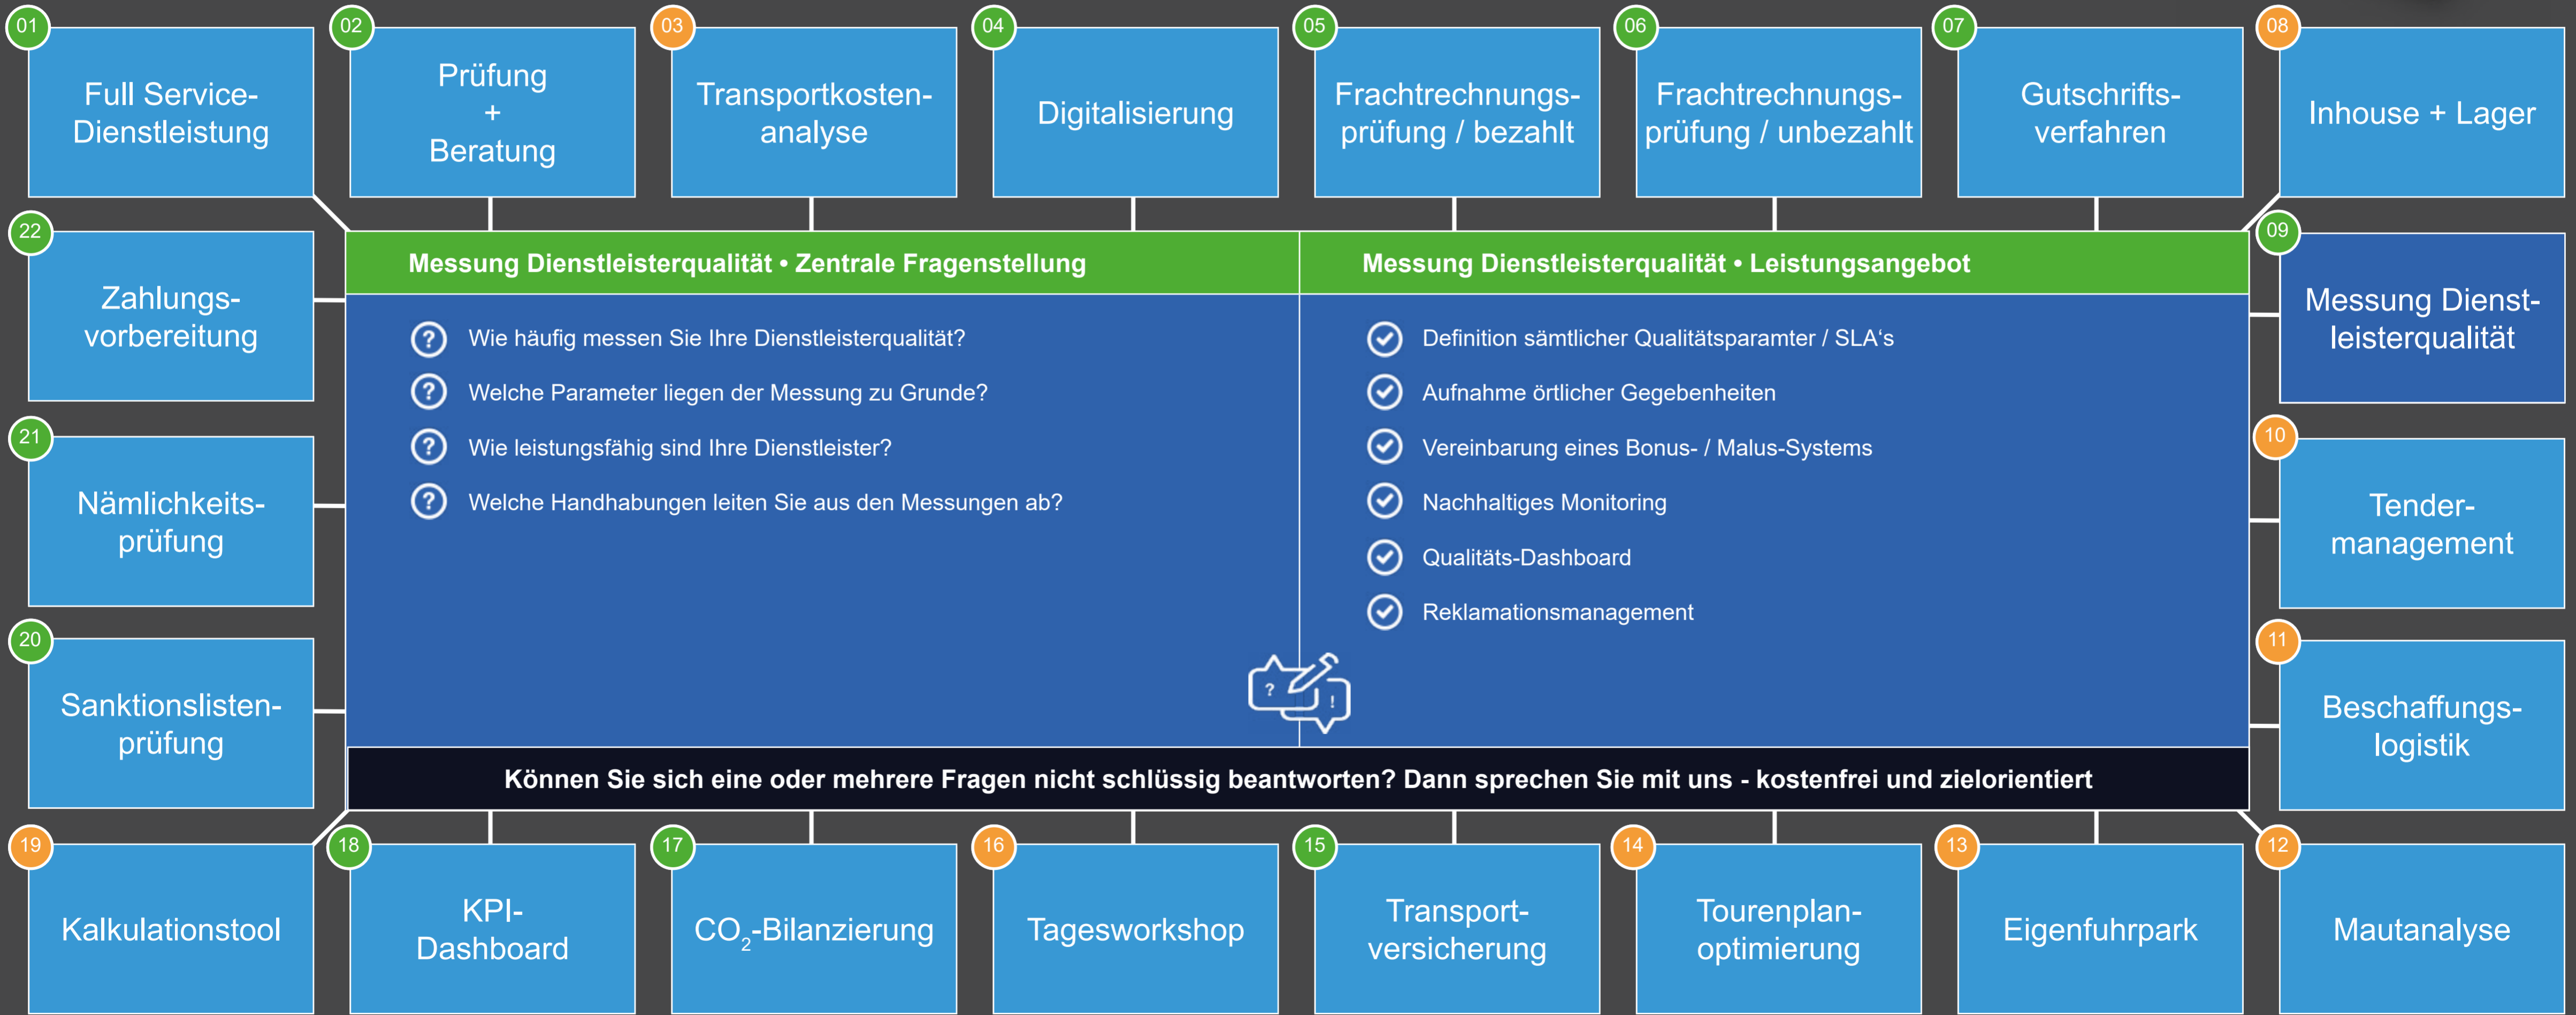 01
Full Service-
Dienstleistung
02
Prüfung
+
Beratung
03
Transportkosten-
analyse
04
Digitalisierung
05
Frachtrechnungs-
prüfung / bezahlt
06
Frachtrechnungs-
prüfung / unbezahlt
07
Gutschrifts-
verfahren
08
Inhouse + Lager
22
Zahlungs-
vorbereitung
21
Nämlichkeits-
prüfung
20
Sanktionslisten-
prüfung
Messung Dienstleisterqualität • Zentrale Fragenstellung
? Wie häufig messen Sie Ihre Dienstleisterqualität?
? Welche Parameter liegen der Messung zu Grunde?
? Wie leistungsfähig sind Ihre Dienstleister?
? Welche Handhabungen leiten Sie aus den Messungen ab?
Messung Dienstleisterqualität • Leistungsangebot
Definition sämtlicher Qualitätsparamter / SLA‘s
Aufnahme örtlicher Gegebenheiten
Vereinbarung eines Bonus- / Malus-Systems
Nachhaltiges Monitoring
Qualitäts-Dashboard
Reklamationsmanagement
? !
Können Sie sich eine oder mehrere Fragen nicht schlüssig beantworten? Dann sprechen Sie mit uns - kostenfrei und zielorientiert
09
Messung Dienst-
leisterqualität
10
Tender-
management
11
Beschaffungs-
logistik
19
Kalkulationstool
18
KPI-
Dashboard
17
CO₂-Bilanzierung
16
Tagesworkshop
15
Transport-
versicherung
14
Tourenplan-
optimierung
13
Eigenfuhrpark
12
Mautanalyse